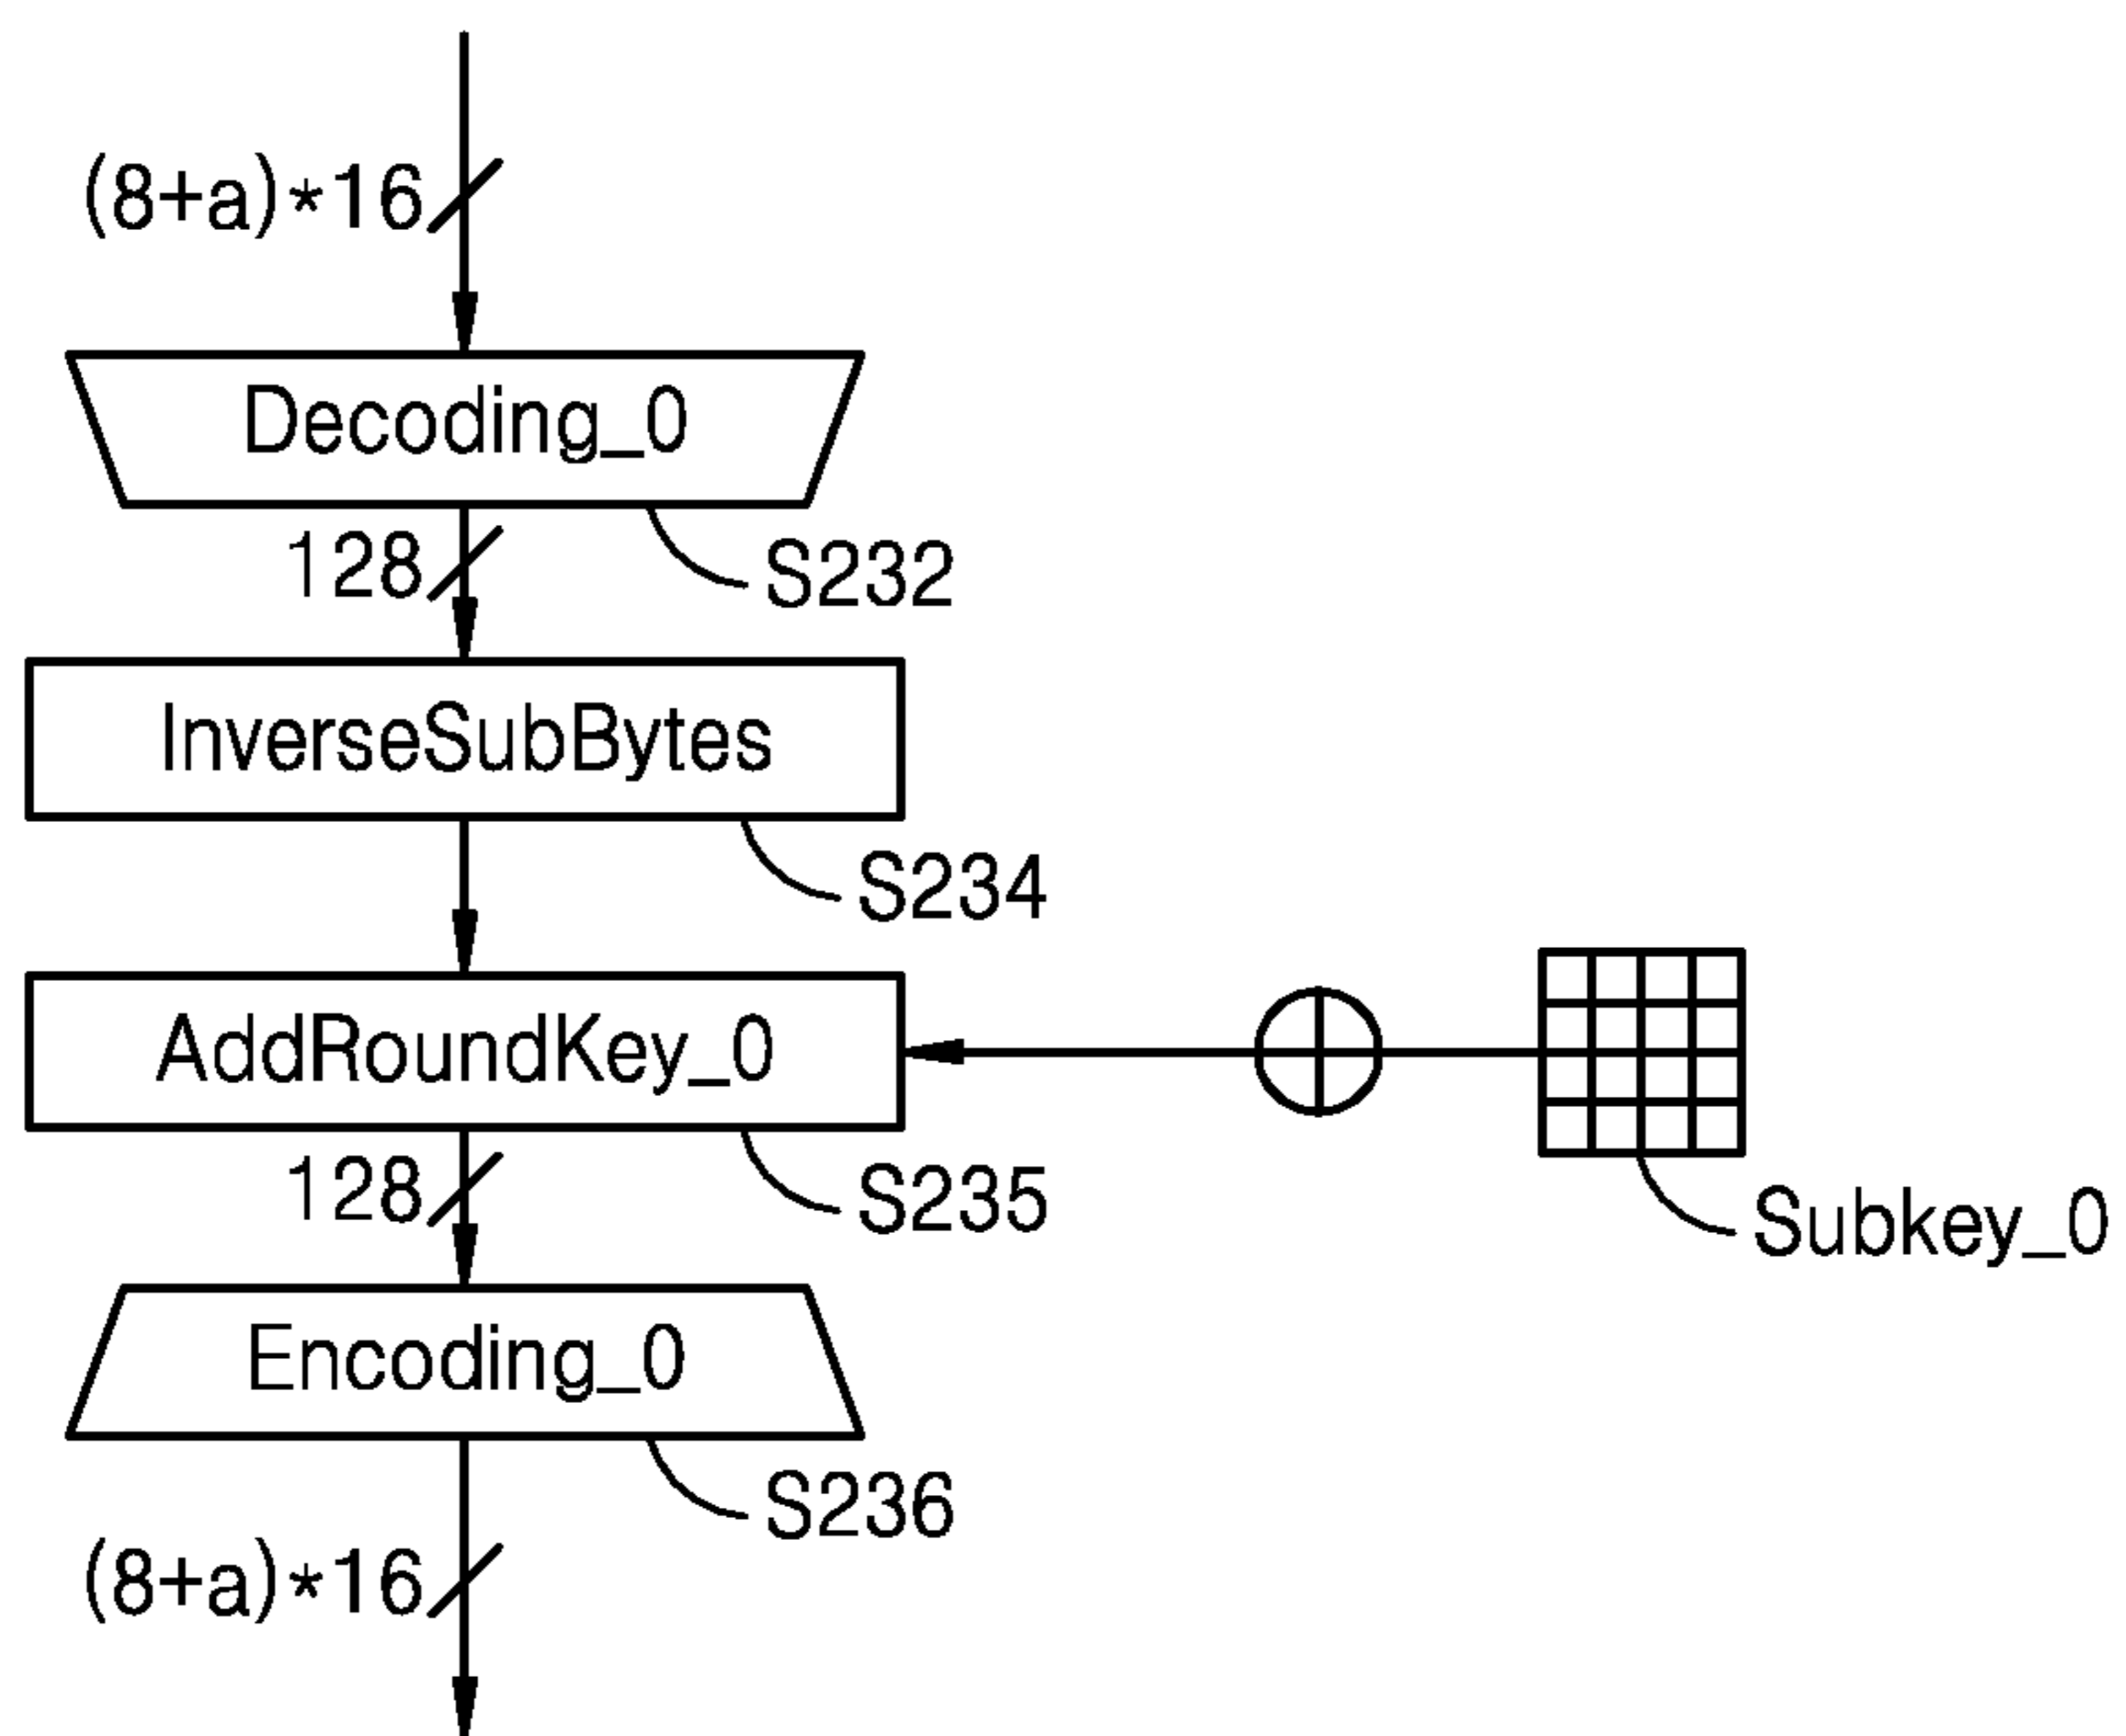 (8+a)*16
Decoding_0
128
S232
InverseSubBytes
S234
AddRoundKey_0
128
S235
Subkey_0
Encoding_0
S236
(8+a)*16